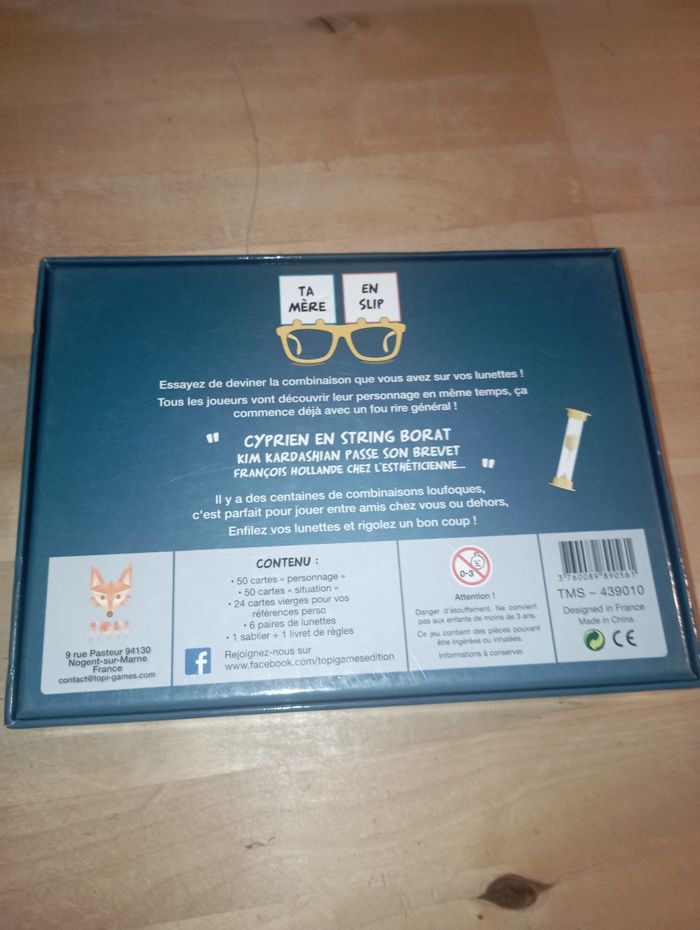 TA
MÈRE
EN
SLIP
Essayez de deviner la combinaison que vous avez sur vos lunettes !
Tous les joueurs vont découvrir leur personnage en même temps, ça
commence déjà avec un fou rire général !
" CYPRIEN EN STRING BORAT
KIM KARDASHIAN PASSE SON BREVET
FRANÇOIS HOLLANDE CHEZ L'ESTHÉTICIENNE... "
Il y a des centaines de combinaisons loufoques,
c'est parfait pour jouer entre amis chez vous ou dehors,
Enfilez vos lunettes et rigolez un bon coup !
TOPI
GAMES
9 rue Pasteur 94130
Nogent-sur-Marne
France
contact@topi-games.com
CONTENU :
• 50 cartes « personnage »
• 50 cartes « situation »
• 24 cartes vierges pour vos
références perso
• 6 paires de lunettes
• 1 sablier + 1 livret de règles
f
Rejoignez-nous sur
www.facebook.com/topigamesedition
0-3
Attention !
Danger d'étouffement. Ne convient
pas aux enfants de moins de 3 ans.
Ce jeu contient des pièces pouvant
être ingérées ou inhalées.
Informations à conserver.
3 760089 890561
TMS – 439010
Designed in France
Made in China
CE